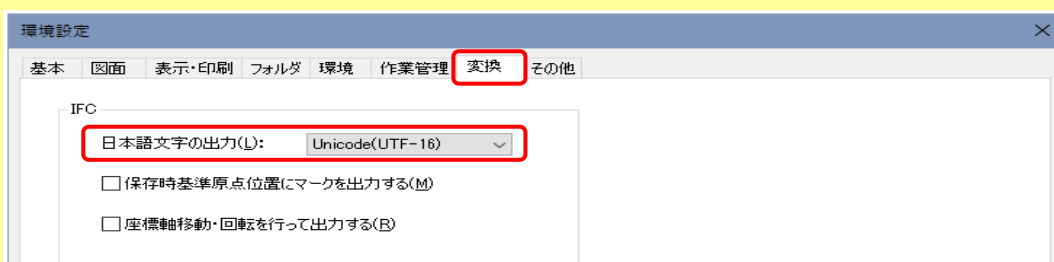 環境設定
基本 図面 表示・印刷 フォルダ 環境 作業管理 変換 その他
IFC
日本語文字の出力(L): Unicode(UTF-16)
保存時基準原点位置にマークを出力する(M)
座標軸移動・回転を行って出力する(R)